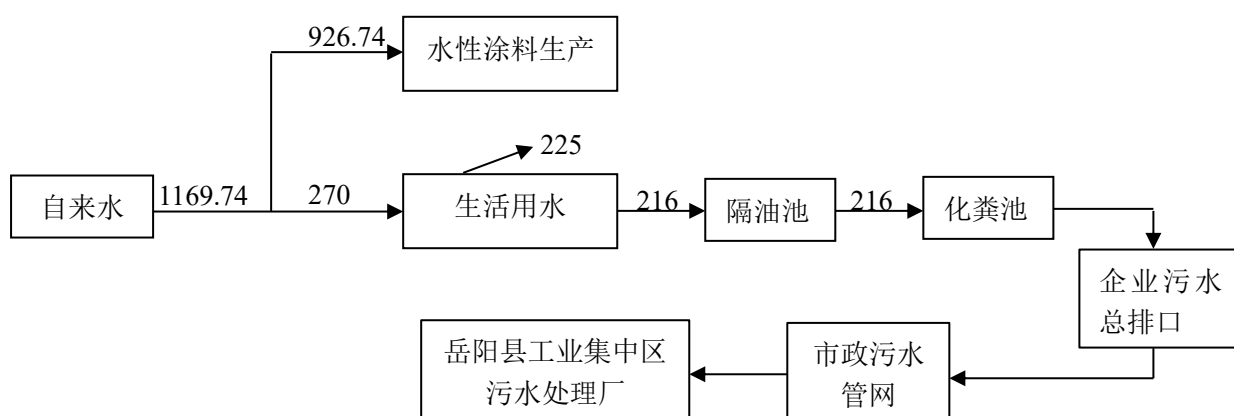 926.74
水性涂料生产
225
自来水
1169.74
270
生活用水
216
隔油池
216
化粪池
企业污水
总排口
岳阳县工业集中区
污水处理厂
市政污水
管网